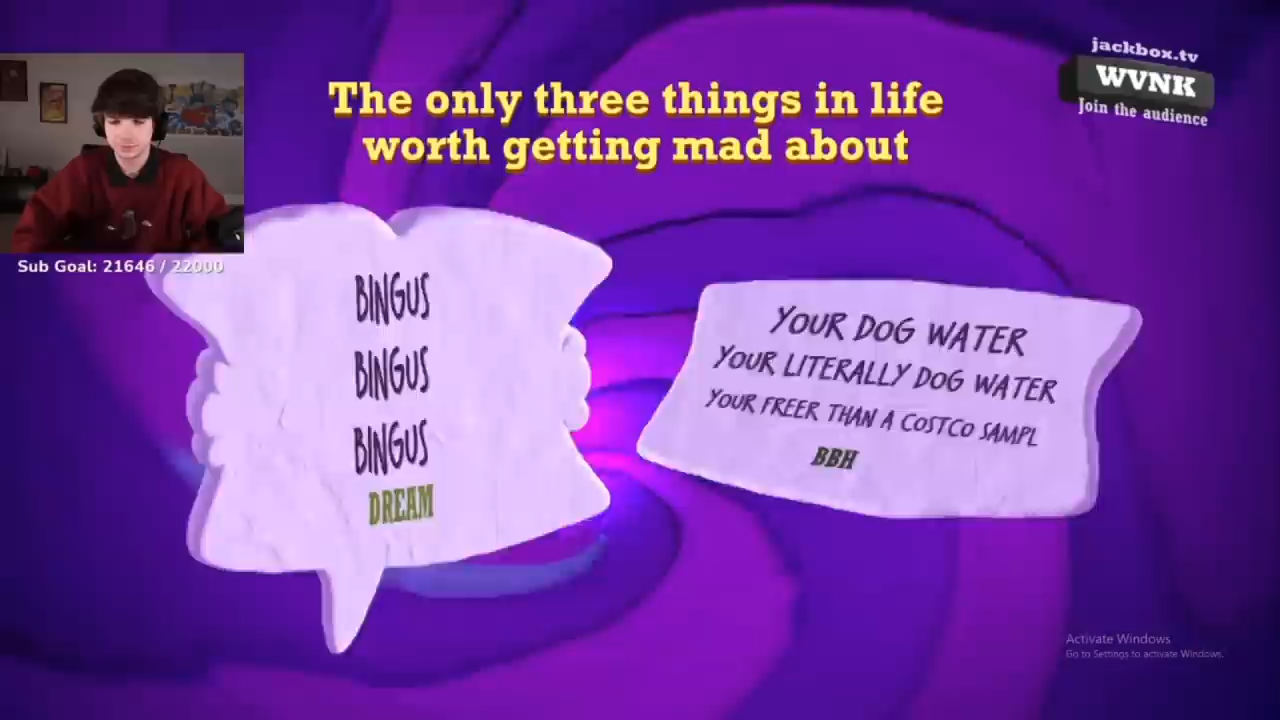 jackbox.tv
WVNK
Join the audience
The only three things in life
worth getting mad about
Sub Goal: 21646 / 22000
BINGUS
BINGUS
BINGUS
DREAM
YOUR DOG WATER
YOUR LITERALLY DOG WATER
YOUR FREER THAN A COSTCO SAMPL
BBH
Activate Windows
Go to Settings to activate Windows.